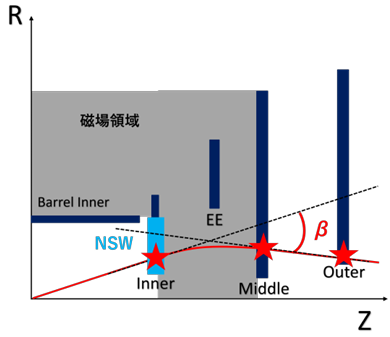 R
磁場領域
Barrel Inner
EE
NSW
β
Inner
Middle
Outer
Z